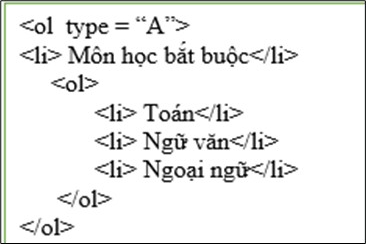 <ol type = “A”>
<li> Môn học bắt buộc</li>
<ol>
<li> Toán</li>
<li> Ngữ văn</li>
<li> Ngoại ngữ</li>
</ol>
</ol>